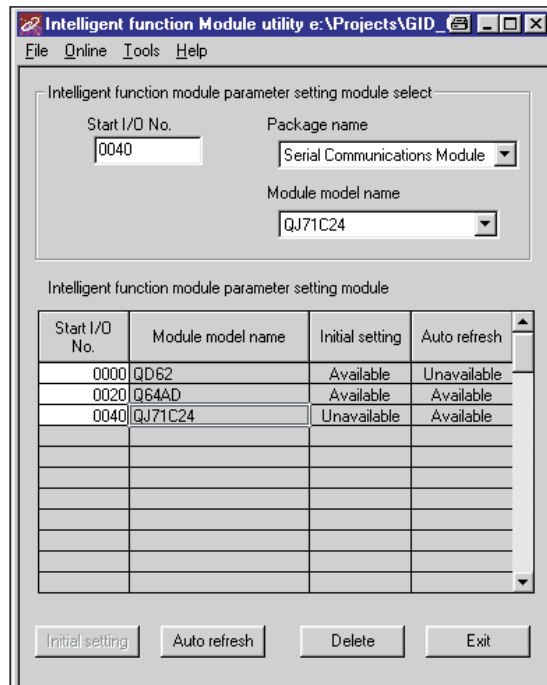 Intelligent function Module utility e:\Projects\GID_
File Online Tools Help
Intelligent function module parameter setting module select
Start I/O No. Package name
0040 Serial Communications Module
Module model name
QJ71C24
Intelligent function module parameter setting module
Start I/O No. Module model name Initial setting Auto refresh
0000 QD62 Available Unavailable
0020 Q64AD Available Available
0040 QJ71C24 Unavailable Available
Initial setting Auto refresh Delete Exit